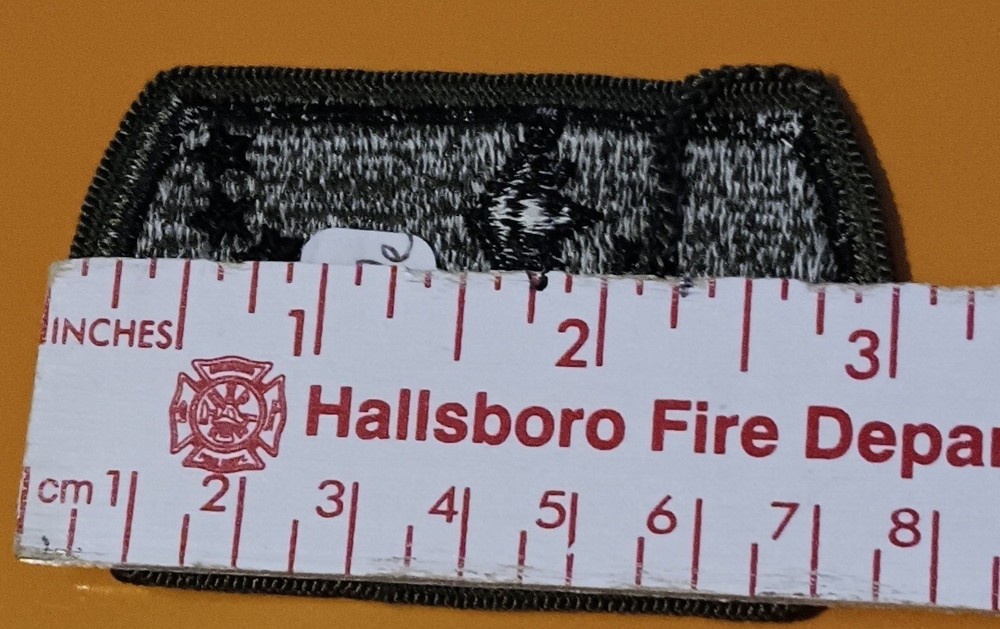 e
INCHES 1 2 3
Hallsboro Fire Depar
cm 1 2 3 4 5 6 7 8